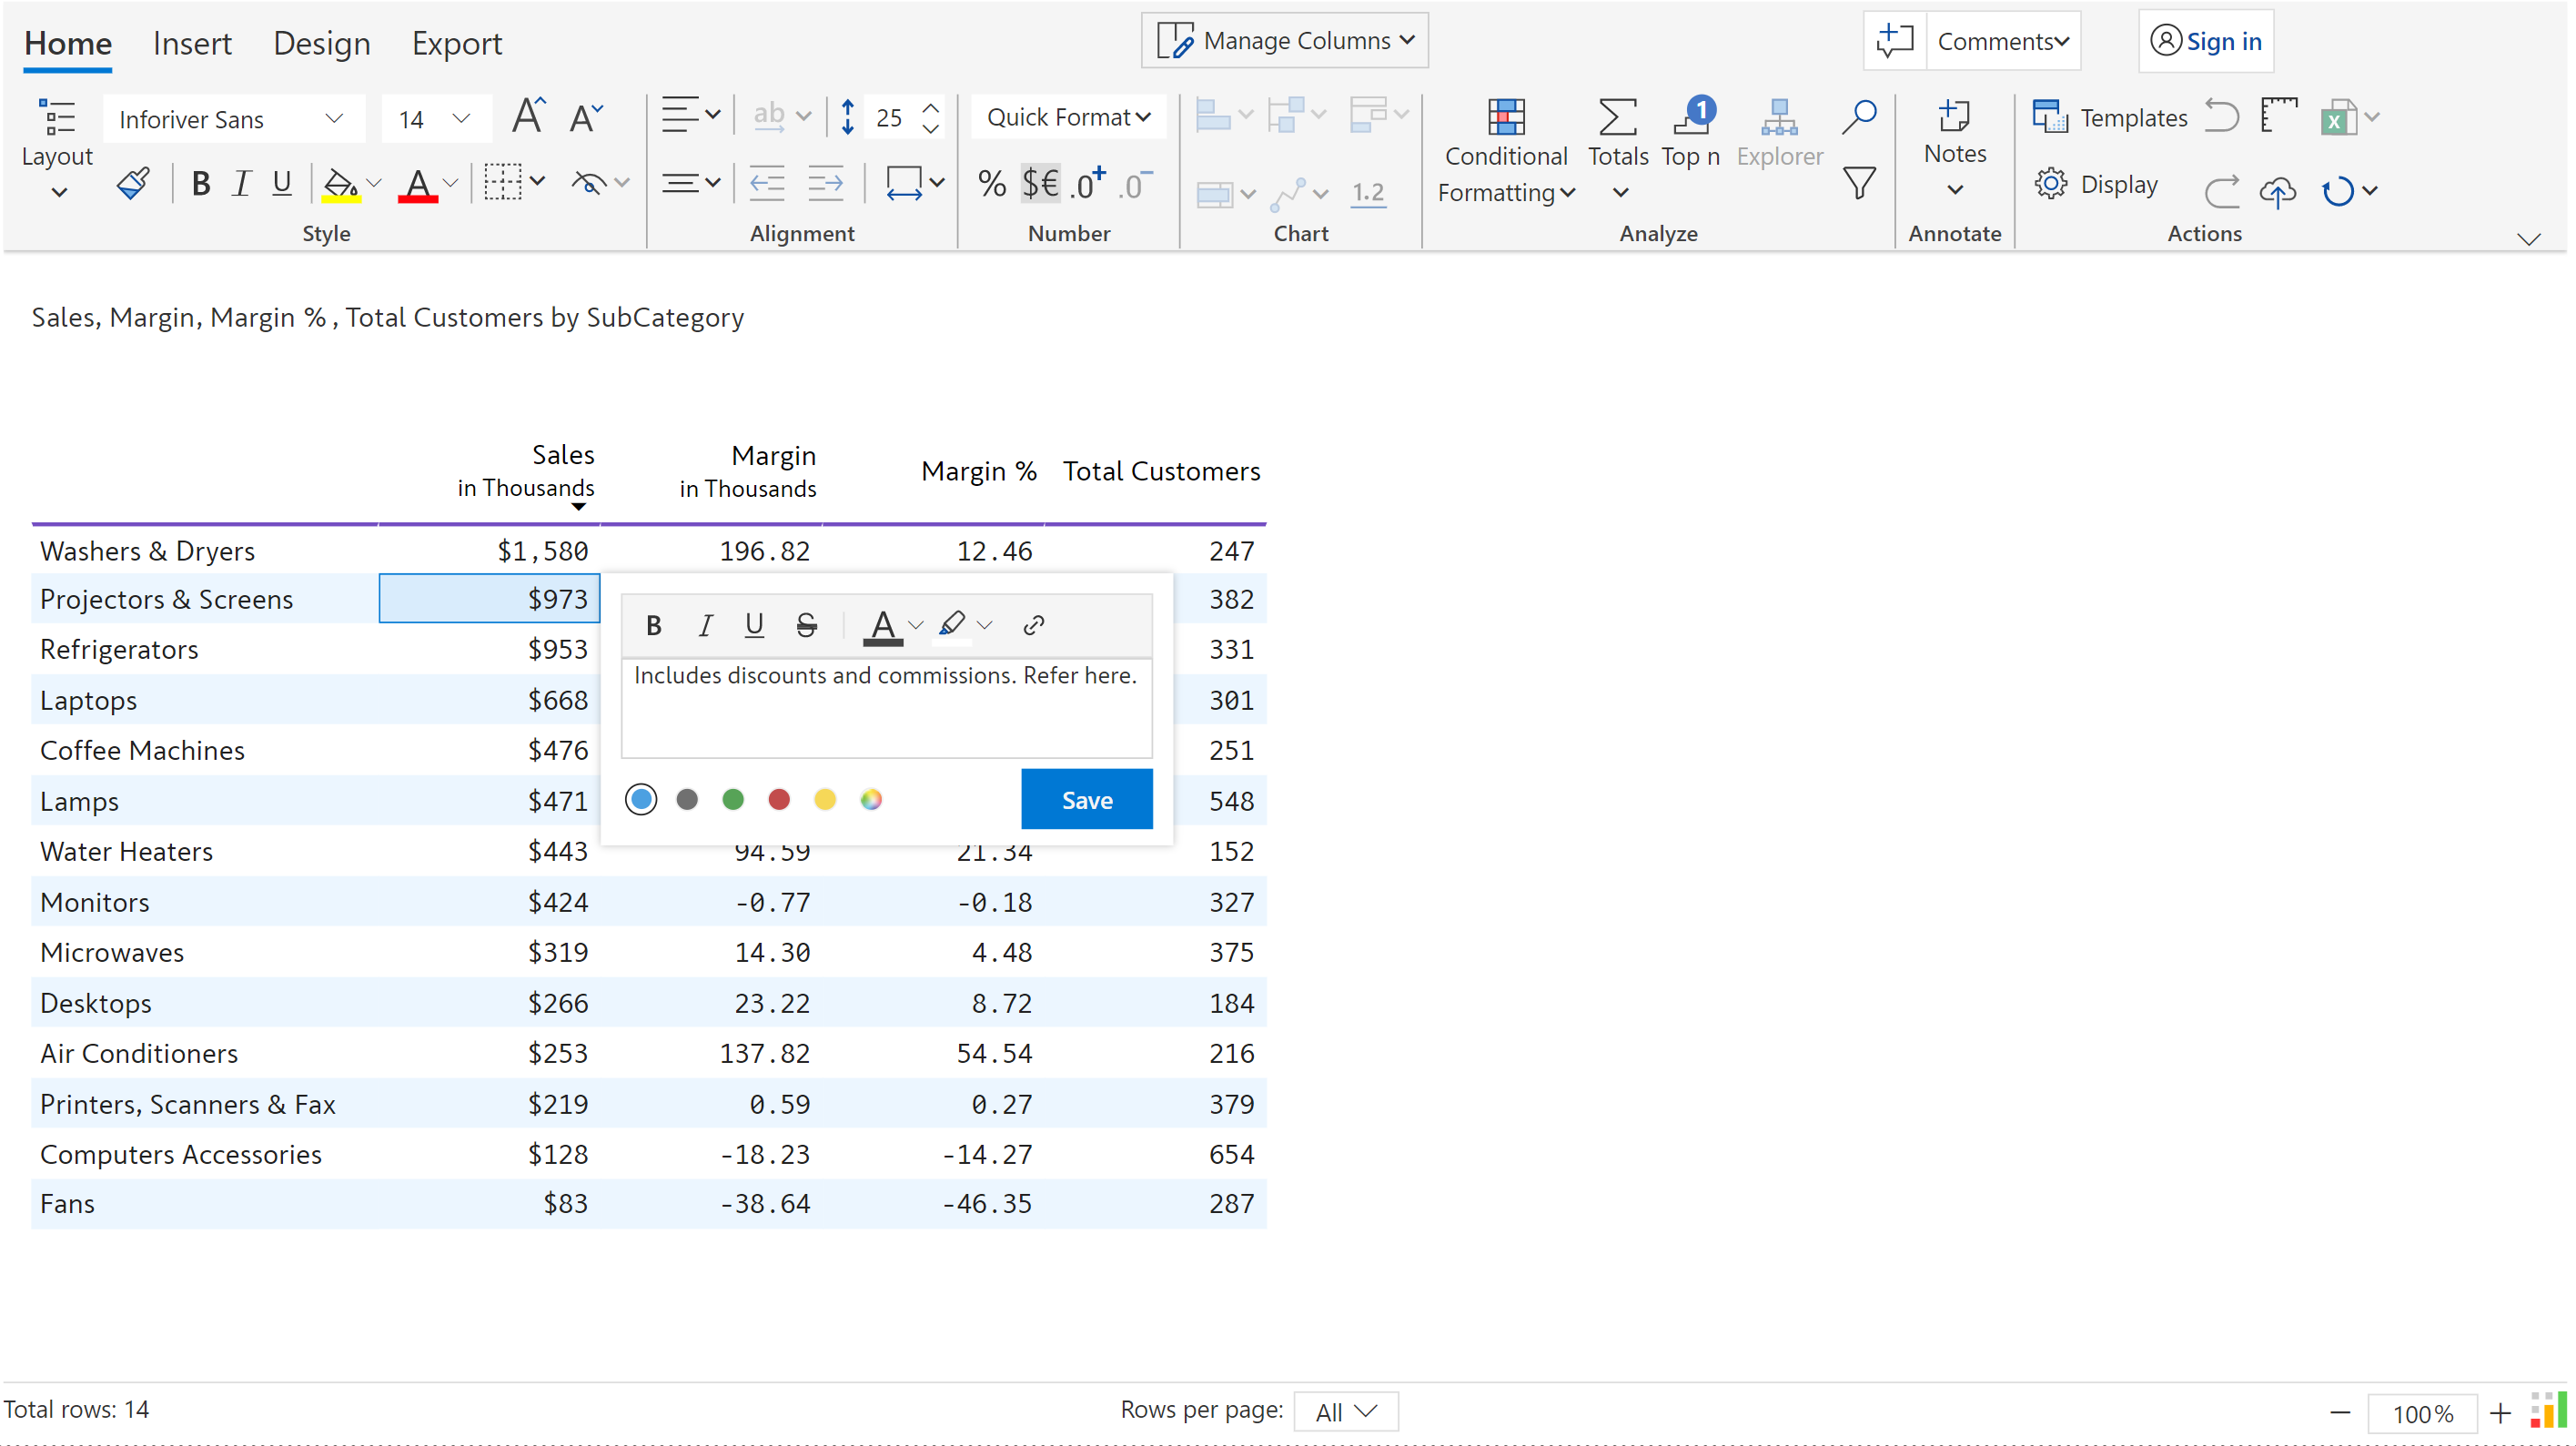 Home Insert Design Export Manage Columns Comments Sign in
Inforiver Sans 14 A A ab 25 Quick Format 1 Templates
Layout Conditional Totals Top n Explorer Notes
B I U A % $€ .0+ .0- 1.2 Formatting Display
Style Alignment Number Chart Analyze Annotate Actions
Sales, Margin, Margin % , Total Customers by SubCategory
Sales Margin Margin % Total Customers
in Thousands in Thousands
Washers & Dryers $1,580 196.82 12.46 247
Projectors & Screens $973 382
B I U S A
Refrigerators $953 331
Includes discounts and commissions. Refer here.
Laptops $668 301
Coffee Machines $476 251
Lamps $471 Save 548
Water Heaters $443 94.59 21.34 152
Monitors $424 -0.77 -0.18 327
Microwaves $319 14.30 4.48 375
Desktops $266 23.22 8.72 184
Air Conditioners $253 137.82 54.54 216
Printers, Scanners & Fax $219 0.59 0.27 379
Computers Accessories $128 -18.23 -14.27 654
Fans $83 -38.64 -46.35 287
Total rows: 14 Rows per page: All 100%